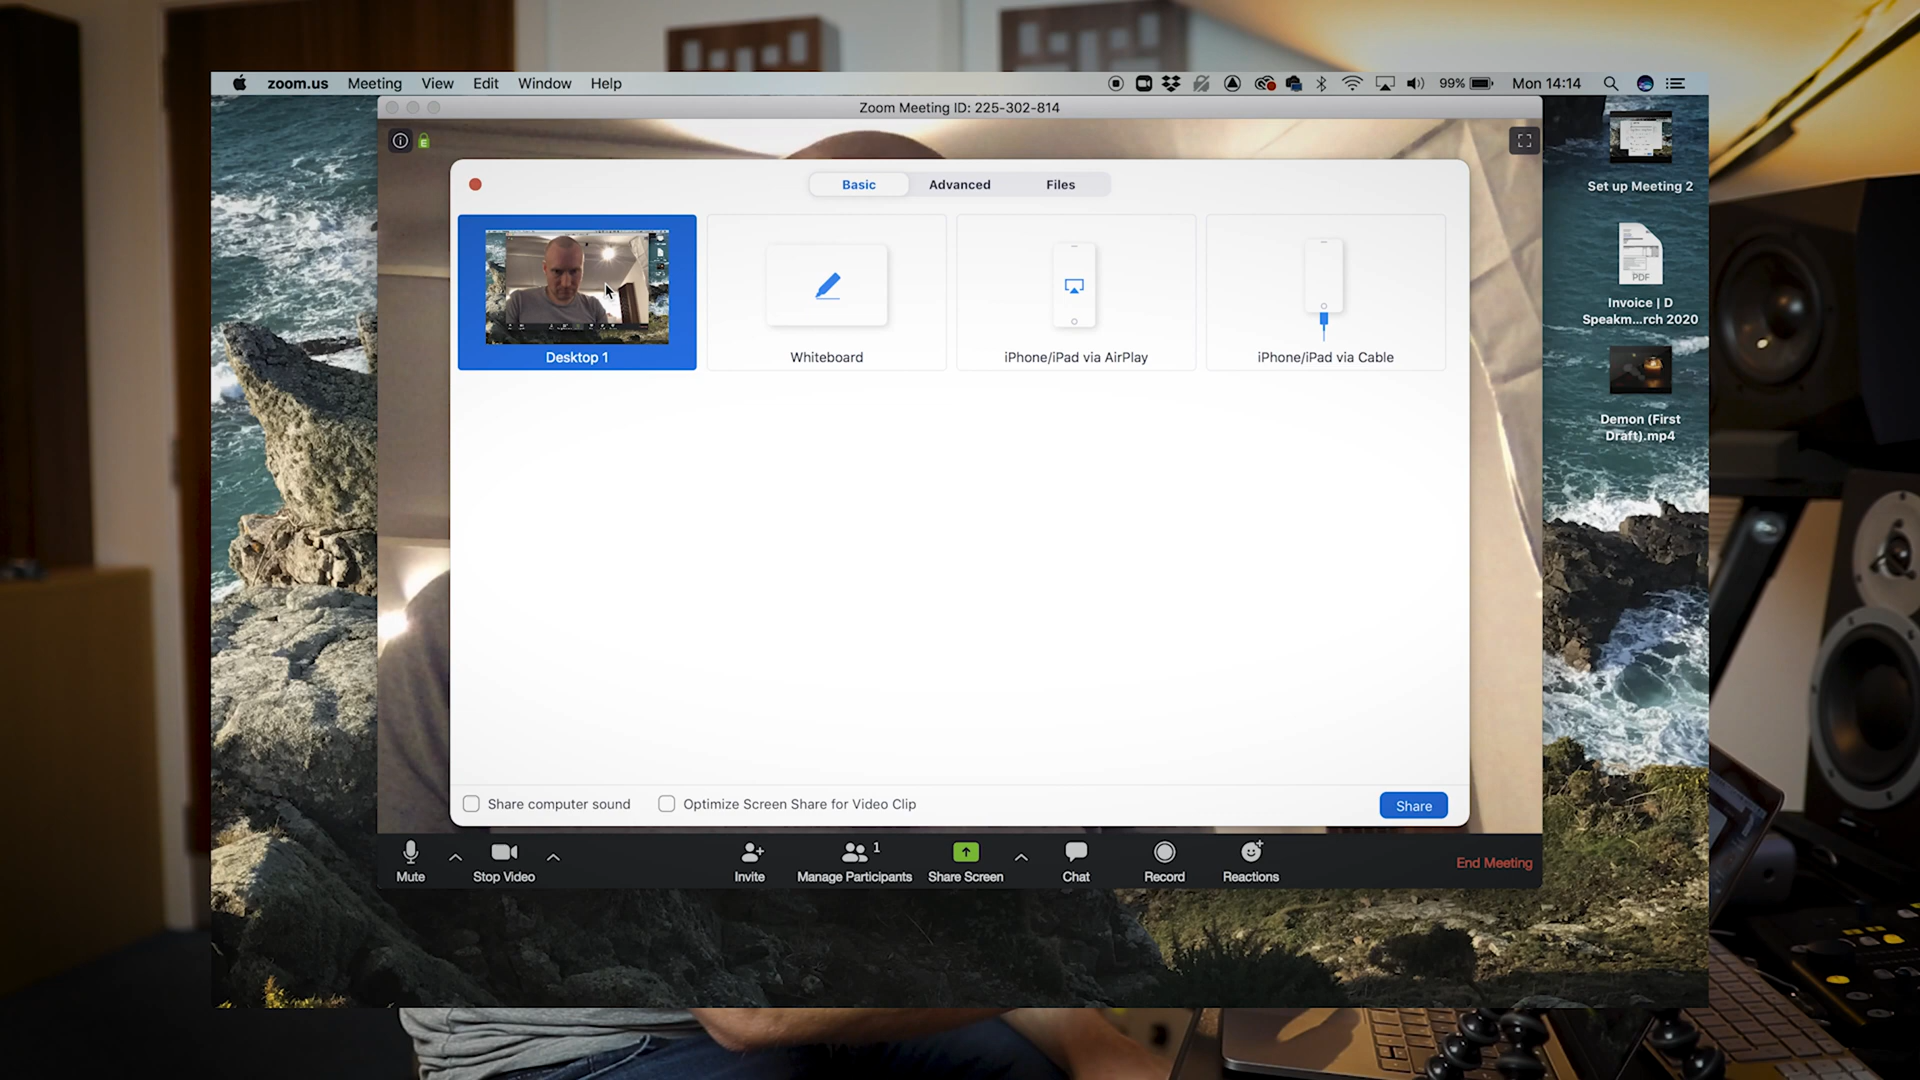 zoom.us Meeting View Edit Window Help 99% Mon 14:14
Zoom Meeting ID: 225-302-814
Basic Advanced Files
Desktop 1 Whiteboard iPhone/iPad via AirPlay iPhone/iPad via Cable
Share computer sound Optimize Screen Share for Video Clip Share
Mute Stop Video Invite Manage Participants 1 Share Screen Chat Record Reactions End Meeting
Set up Meeting 2
PDF
Invoice | D
Speakm...rch 2020
Demon (First
Draft).mp4